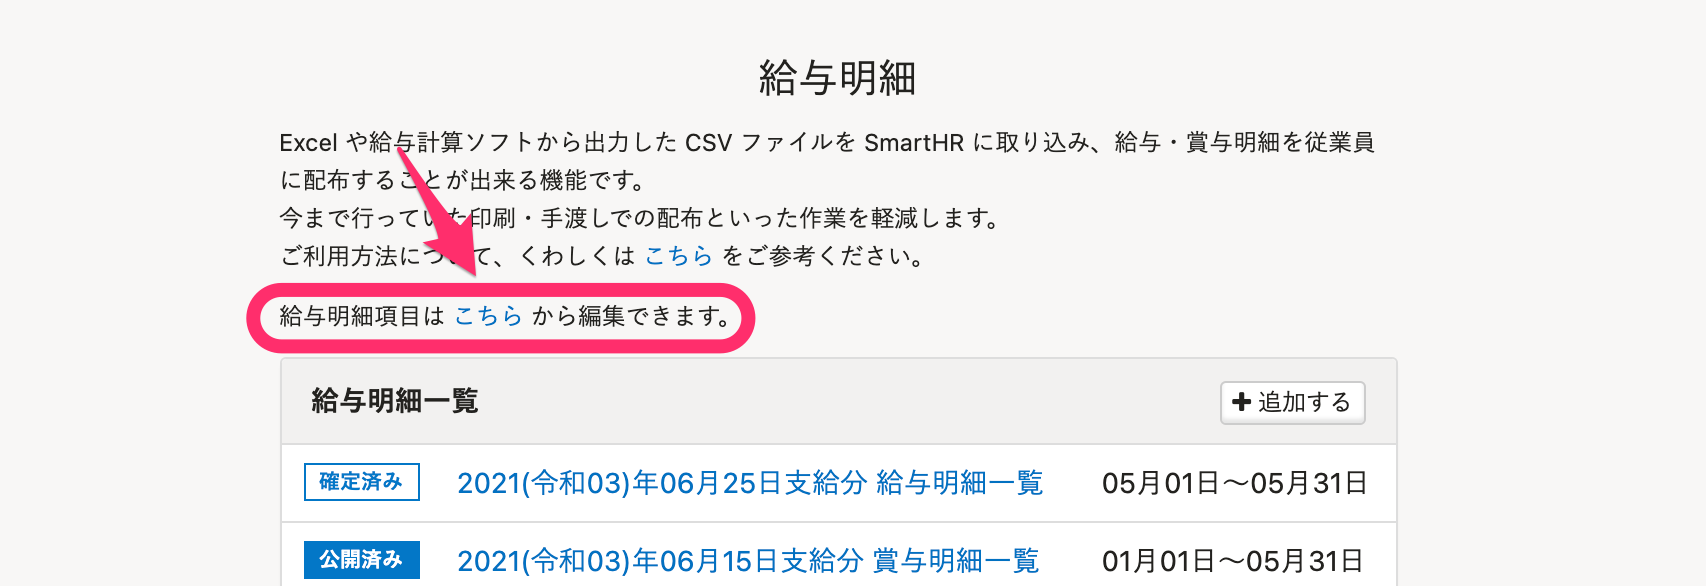 給与明細
Excel や給与計算ソフトから出力した CSV ファイルを SmartHR に取り込み、給与・賞与明細を従業員
に配布することが出来る機能です。
今まで行っていた印刷・手渡しでの配布といった作業を軽減します。
ご利用方法について、くわしくは こちら をご参考ください。
給与明細項目は こちら から編集できます。
給与明細一覧
追加する
確定済み 2021(令和03)年06月25日支給分 給与明細一覧 05月01日〜05月31日
公開済み 2021(令和03)年06月15日支給分 賞与明細一覧 01月01日〜05月31日